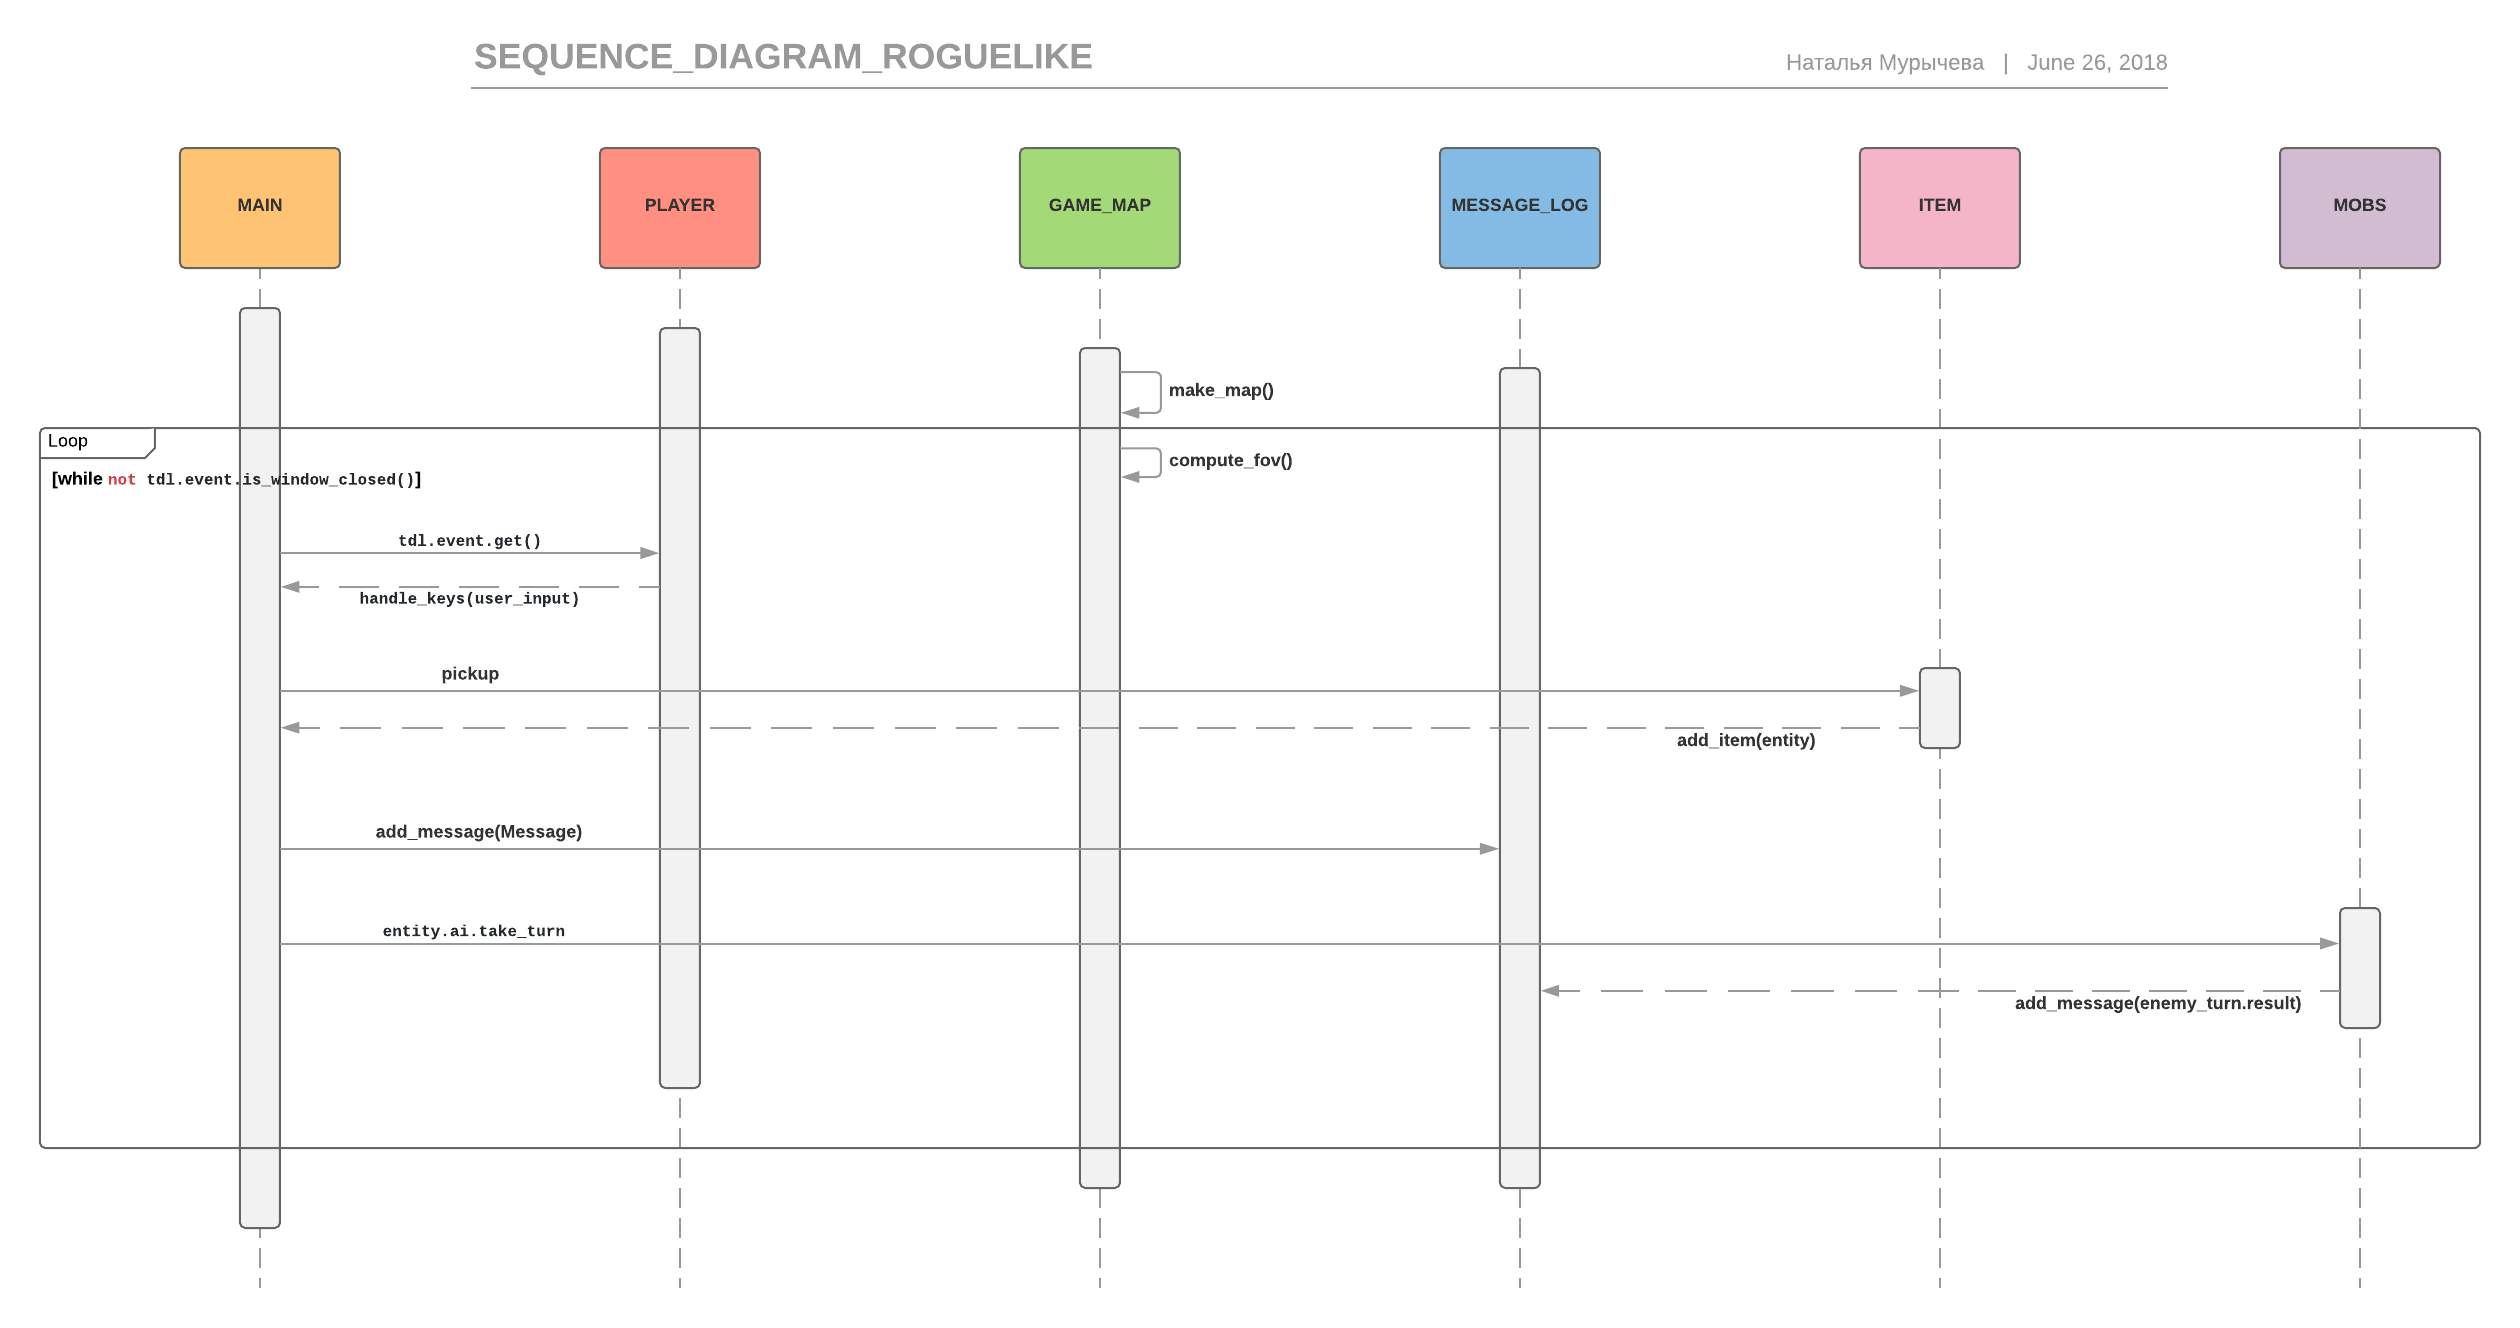 SEQUENCE_DIAGRAM_ROGUELIKE
Наталья Мурычева | June 26, 2018
MAIN
PLAYER
GAME_MAP
MESSAGE_LOG
ITEM
MOBS
make_map()
Loop
compute_fov()
[while not tdl.event.is_window_closed()]
tdl.event.get()
handle_keys(user_input)
pickup
add_item(entity)
add_message(Message)
entity.ai.take_turn
add_message(enemy_turn.result)